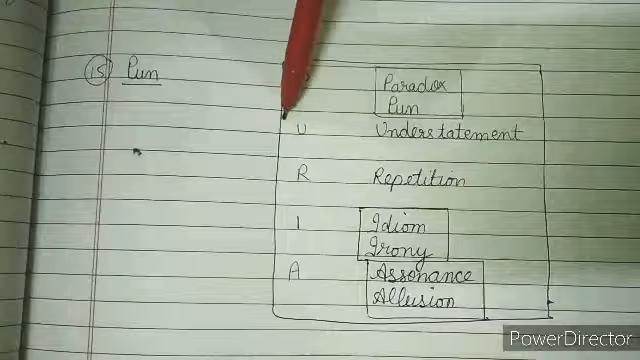 15 Pun
Paradox
Pun
U Understatement
R Repetition
I Idiom
Irony
A Assonance
Allusion
PowerDirector